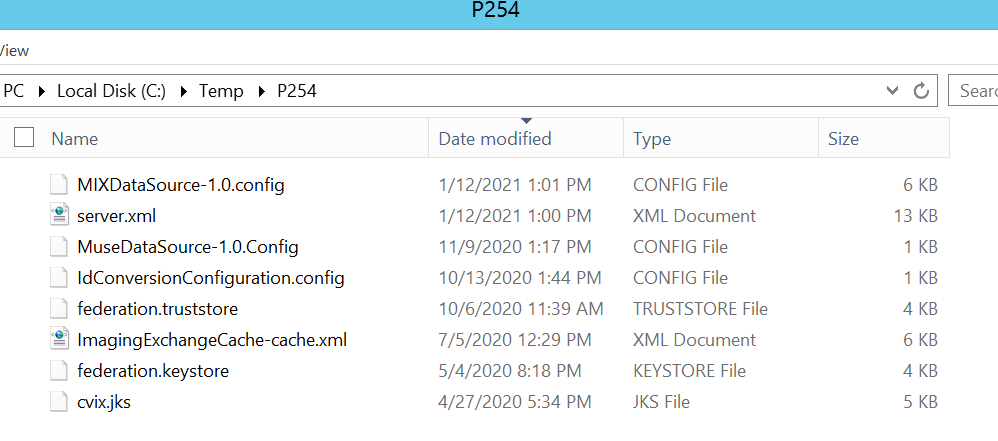 P254
View
PC Local Disk (C:) Temp P254 Searc
Name Date modified Type Size
MIXDataSource-1.0.config 1/12/2021 1:01 PM CONFIG File 6 KB
server.xml 1/12/2021 1:00 PM XML Document 13 KB
MuseDataSource-1.0.Config 11/9/2020 1:17 PM CONFIG File 1 KB
IdConversionConfiguration.config 10/13/2020 1:44 PM CONFIG File 1 KB
federation.truststore 10/6/2020 11:39 AM TRUSTSTORE File 4 KB
ImagingExchangeCache-cache.xml 7/5/2020 12:29 PM XML Document 6 KB
federation.keystore 5/4/2020 8:18 PM KEYSTORE File 4 KB
cvix.jks 4/27/2020 5:34 PM JKS File 5 KB